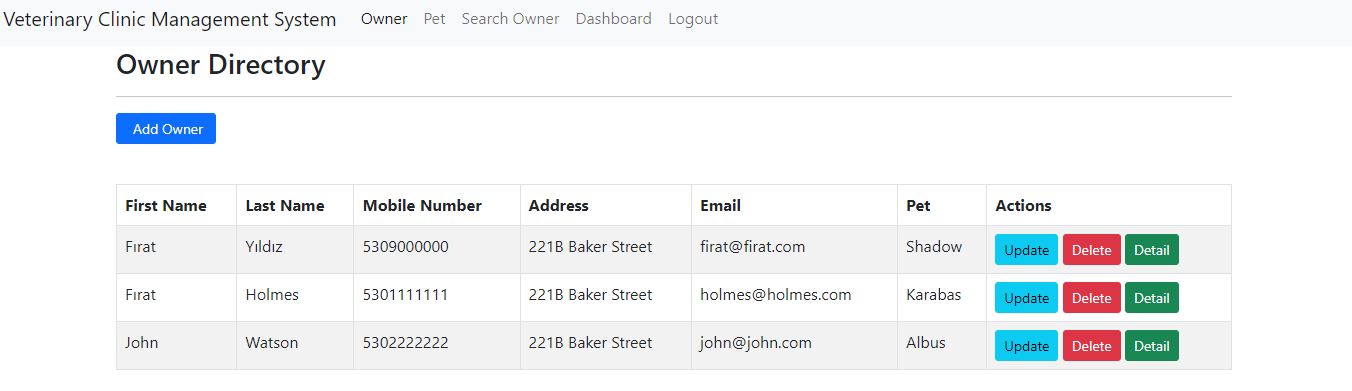 Veterinary Clinic Management System Owner Pet Search Owner Dashboard Logout
Owner Directory
Add Owner
First Name Last Name Mobile Number Address Email Pet Actions
Fırat Yıldız 5309000000 221B Baker Street firat@firat.com Shadow Update Delete Detail
Fırat Holmes 5301111111 221B Baker Street holmes@holmes.com Karabas Update Delete Detail
John Watson 5302222222 221B Baker Street john@john.com Albus Update Delete Detail